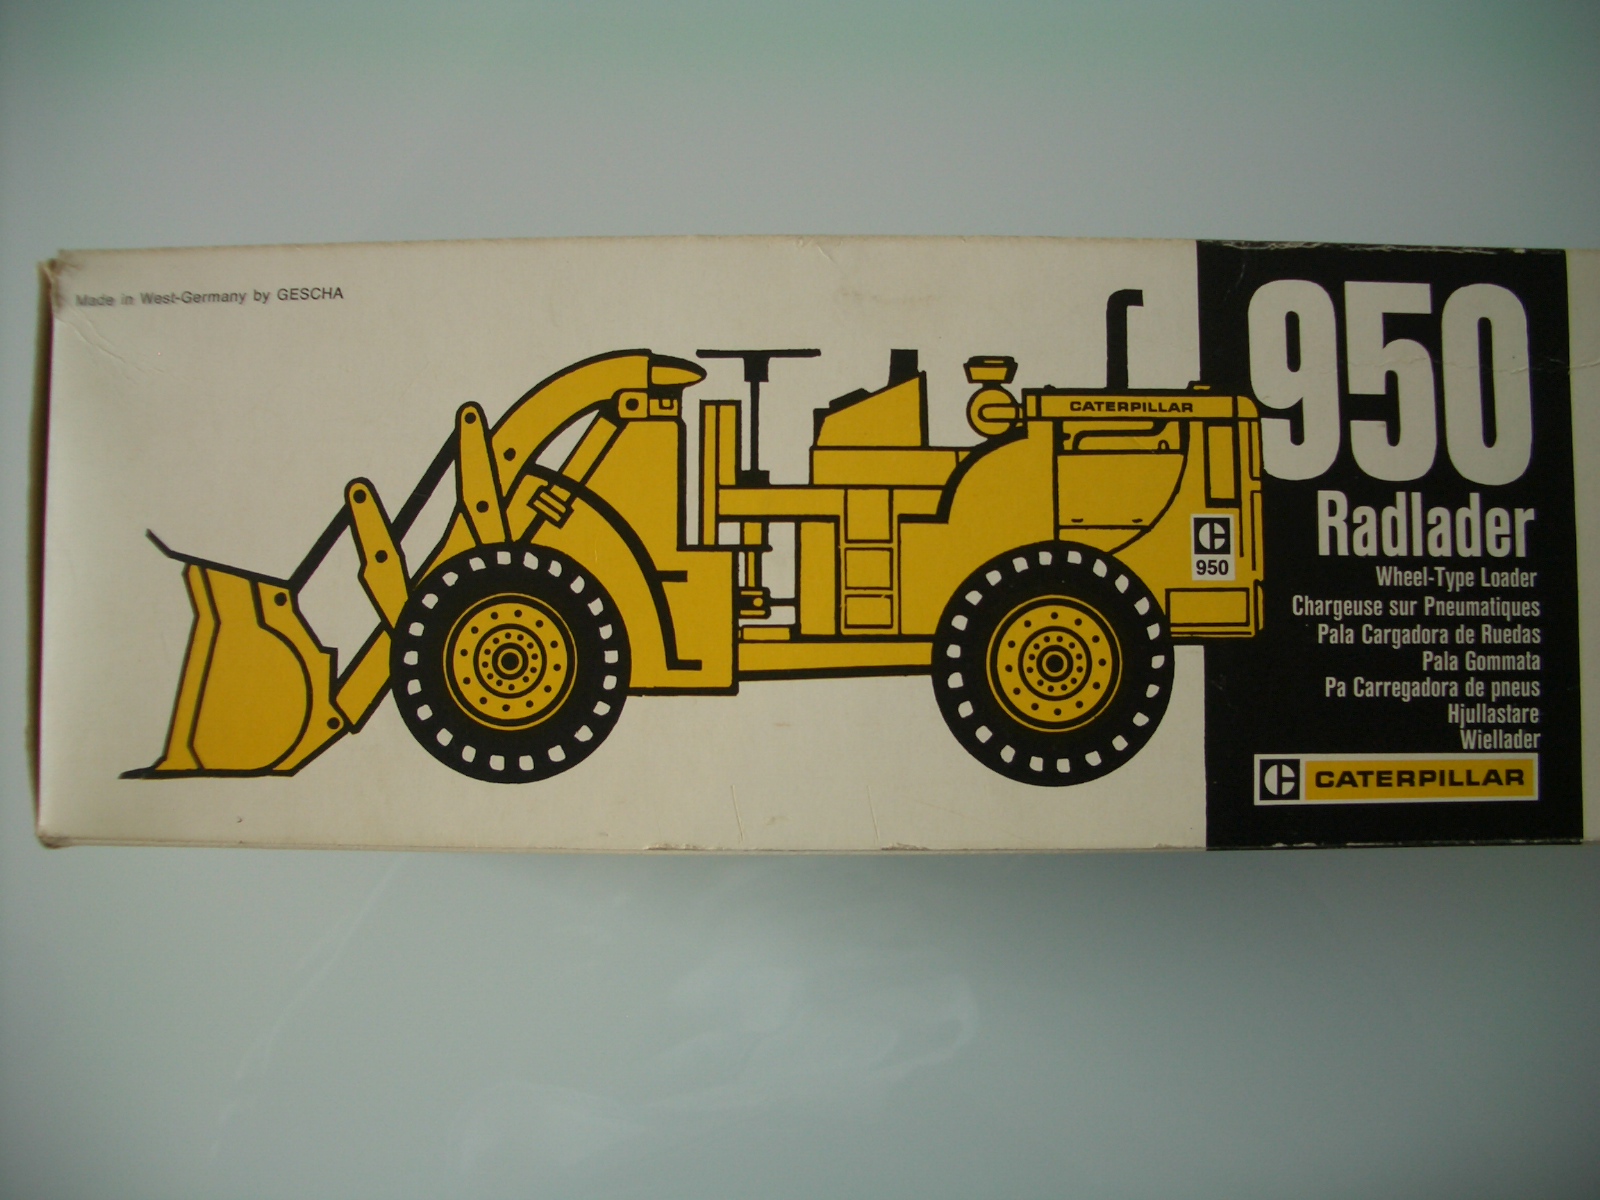 Made in West-Germany by GESCHA
950
Radlader
Wheel-Type Loader
Chargeuse sur Pneumatiques
Pala Cargadora de Ruedas
Pala Gommata
Pa Carregadora de pneus
Hjullastare
Wiellader
C CATERPILLAR
CATERPILLAR
C
950